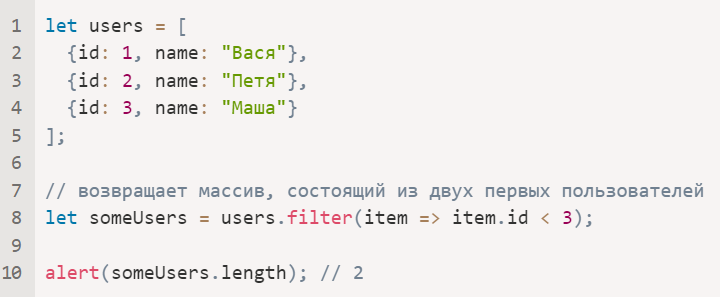 1 let users = [
2   {id: 1, name: "Вася"},
3   {id: 2, name: "Петя"},
4   {id: 3, name: "Маша"}
5 ];
6
7 // возвращает массив, состоящий из двух первых пользователей
8 let someUsers = users.filter(item => item.id < 3);
9
10 alert(someUsers.length); // 2